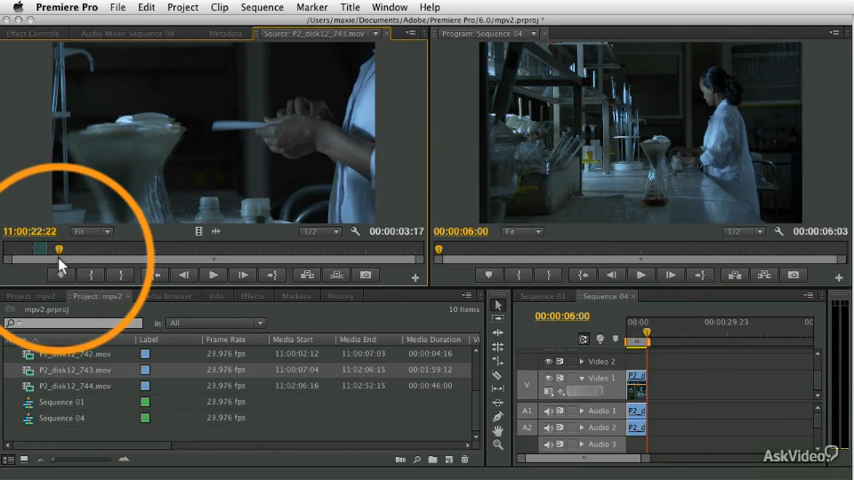 Premiere Pro File Edit Project Clip Sequence Marker Title Window Help
/Users/maxie/Documents/Adobe/Premiere Pro/6.0/mpv2.prproj *
Effect Controls Audio Mixer: Sequence 04 Metadata Source: P2_disk12_743.mov Program: Sequence 04
11:00:22:22 Fit 1/2 00:00:03:17 00:00:06:00 Fit 1/2 00:00:06:03
Project: mpv2 Project: mpv2 Media Browser Info Effects Markers History Sequence 01 Sequence 04
mpv2.prproj 10 Items
00:00:06:00
In: All
00:00 00:00:29:23
Name Label Frame Rate Media Start Media End Media Duration
P2_disk12_742.mov 23.976 fps 11:00:02:12 11:00:07:03 00:00:04:16
P2_disk12_743.mov 23.976 fps 11:00:07:04 11:02:06:15 00:01:59:12
P2_disk12_744.mov 23.976 fps 11:02:06:16 11:02:52:15 00:00:46:00
Sequence 01 23.976 fps
Sequence 04 23.976 fps
Video 2
V Video 1 P2_d
A1 Audio 1 P2_d
A2 Audio 2 P2_d
Audio 3
AskVideo